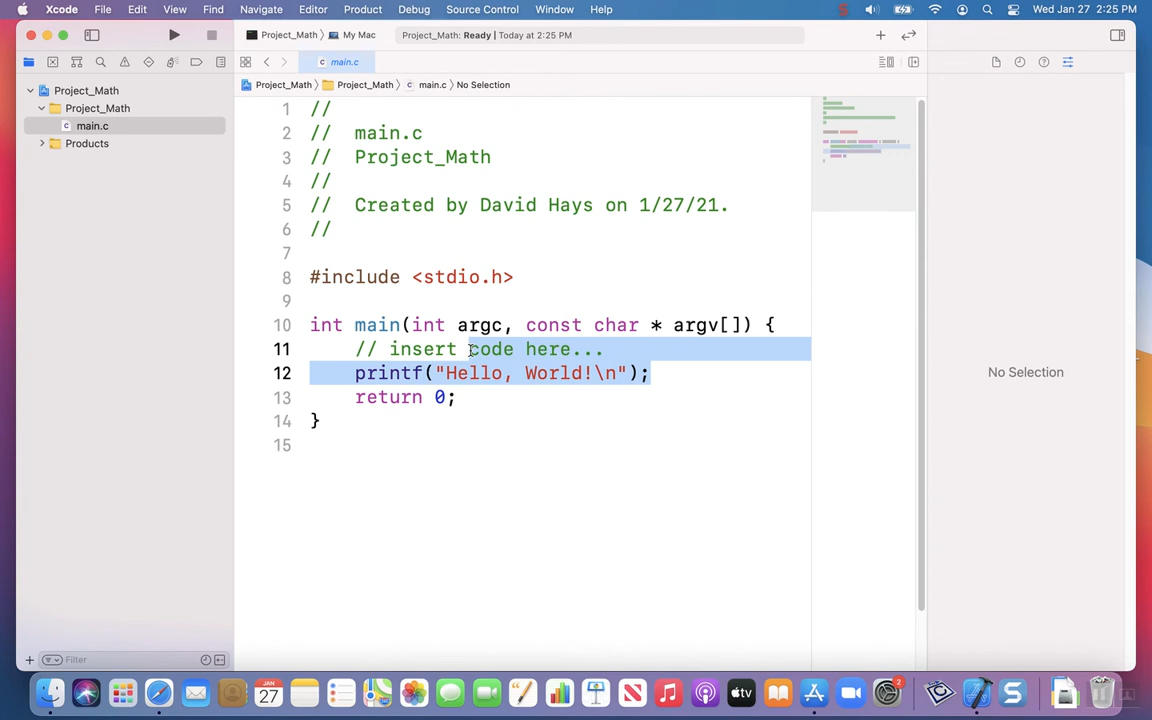 Xcode File Edit View Find Navigate Editor Product Debug Source Control Window Help Wed Jan 27 2:25 PM
Project_Math My Mac Project_Math: Ready | Today at 2:25 PM
main.c
Project_Math Project_Math main.c No Selection
Project_Math
Project_Math
main.c
Products
1 //
2 // main.c
3 // Project_Math
4 //
5 // Created by David Hays on 1/27/21.
6 //
7
8 #include <stdio.h>
9
10 int main(int argc, const char * argv[]) {
11 // insert code here...
12 printf("Hello, World!\n");
13 return 0;
14 }
15
No Selection
Filter
JAN
27
tv
2